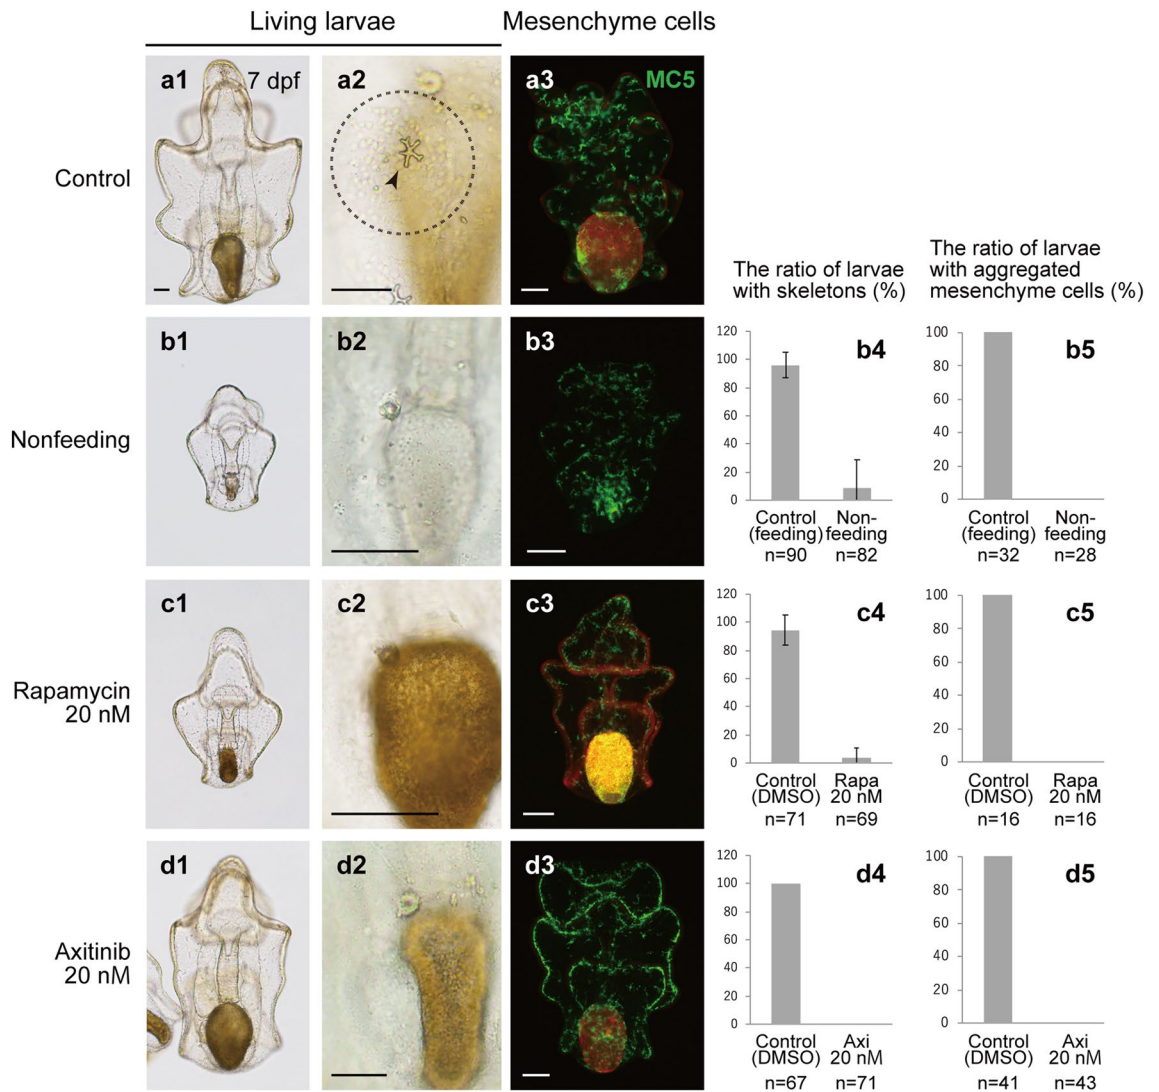 Living larvae
Mesenchyme cells
a1
7 dpf
a2
a3
MC5
Control
The ratio of larvae
with skeletons (%)
The ratio of larvae
with aggregated
mesenchyme cells (%)
b1
b2
b3
Nonfeeding
120
100
80
60
40
20
0
b4
Control
(feeding)
n=90
Non-
feeding
n=82
100
80
60
40
20
0
b5
Control
(feeding)
n=32
Non-
feeding
n=28
c1
c2
c3
Rapamycin
20 nM
120
100
80
60
40
20
0
c4
Control
(DMSO)
n=71
Rapa
20 nM
n=69
100
80
60
40
20
0
c5
Control
(DMSO)
n=16
Rapa
20 nM
n=16
d1
d2
d3
Axitinib
20 nM
120
100
80
60
40
20
0
d4
Control
(DMSO)
n=67
Axi
20 nM
n=71
100
80
60
40
20
0
d5
Control
(DMSO)
n=41
Axi
20 nM
n=43